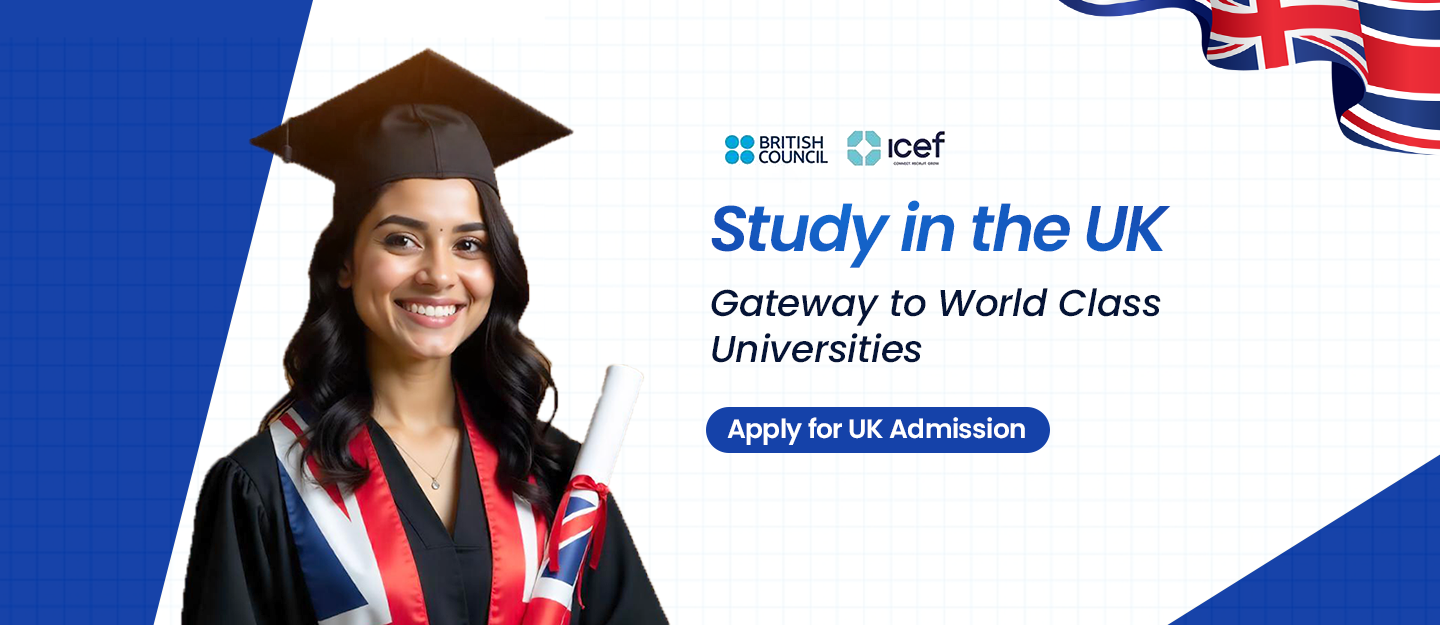 BRITISH
COUNCIL
icef
CONNECT RECRUIT GROW
Study in the UK
Gateway to World Class
Universities
Apply for UK Admission